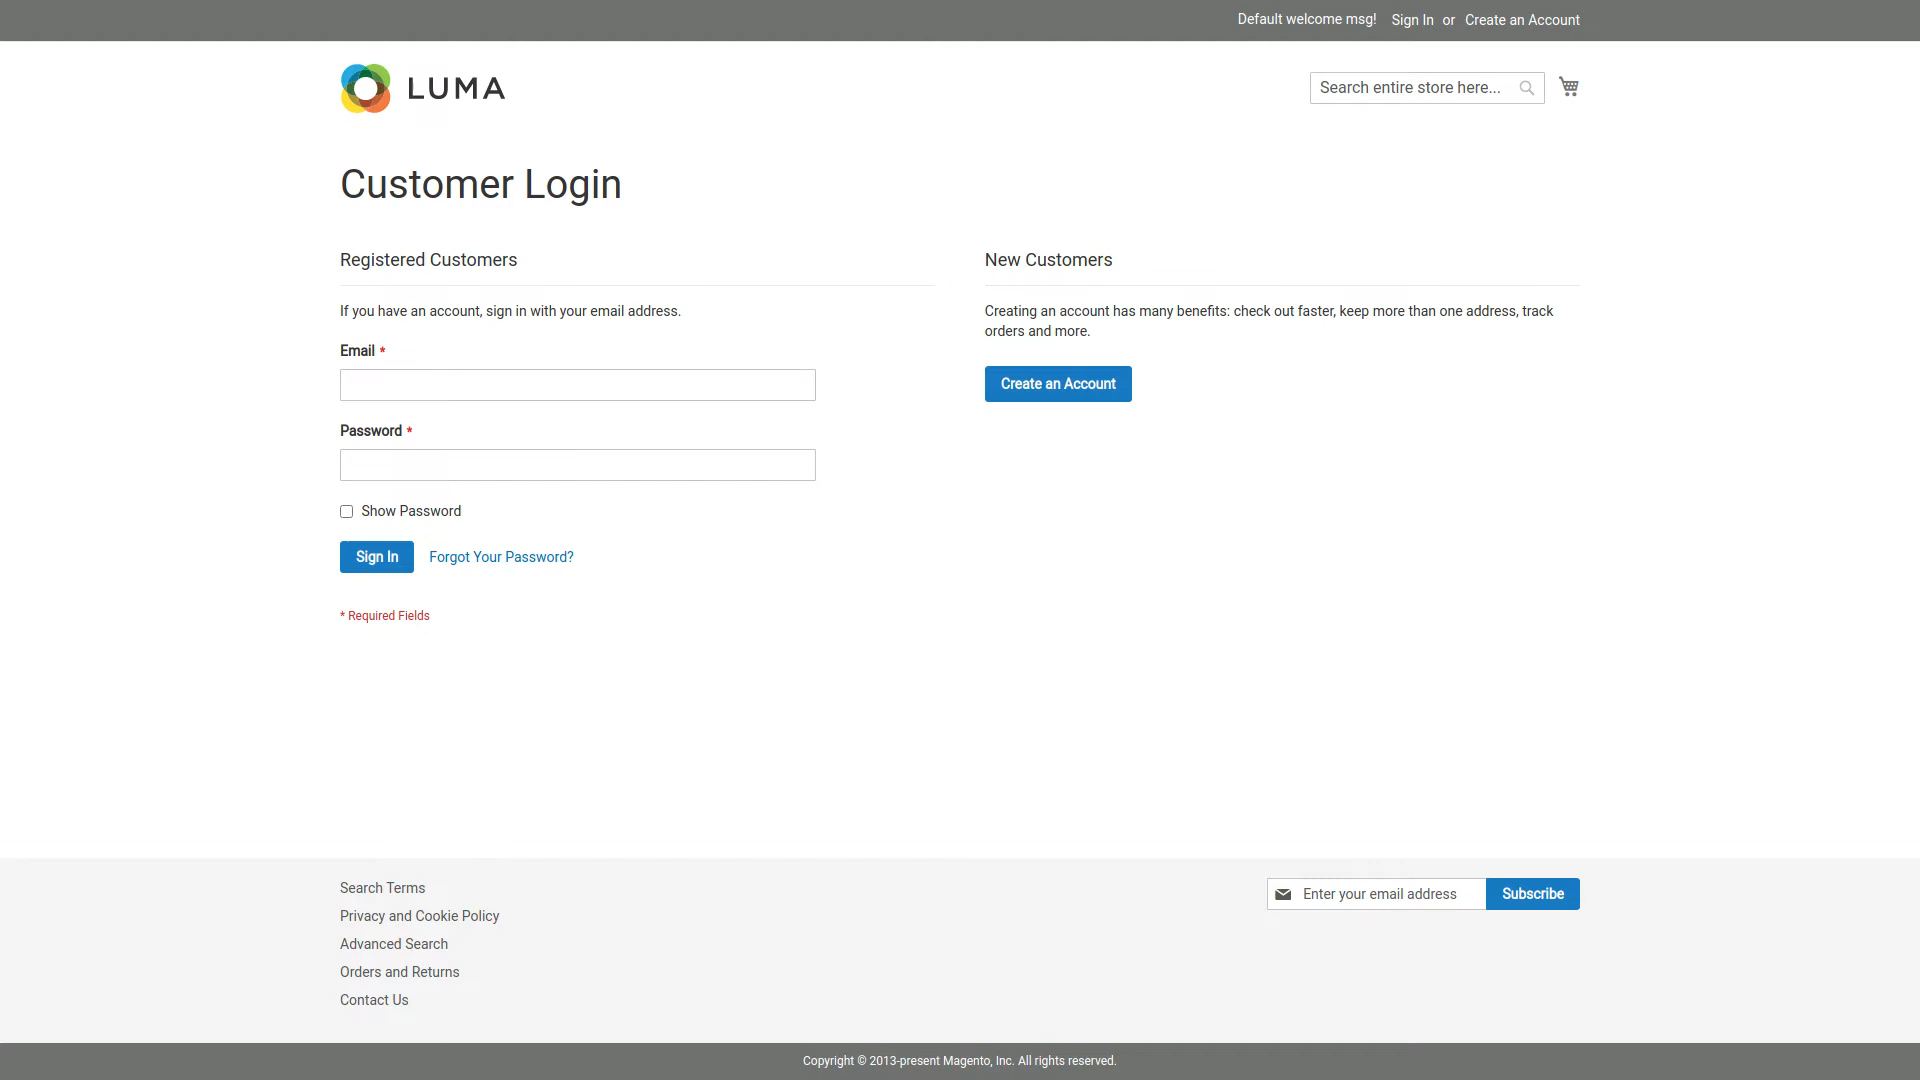 Default welcome msg! Sign In or Create an Account
LUMA
Search entire store here...
Customer Login
Registered Customers
If you have an account, sign in with your email address.
Email *
Password *
Show Password
Sign In Forgot Your Password?
* Required Fields
New Customers
Creating an account has many benefits: check out faster, keep more than one address, track
orders and more.
Create an Account
Search Terms
Privacy and Cookie Policy
Advanced Search
Orders and Returns
Contact Us
Enter your email address Subscribe
Copyright © 2013-present Magento, Inc. All rights reserved.